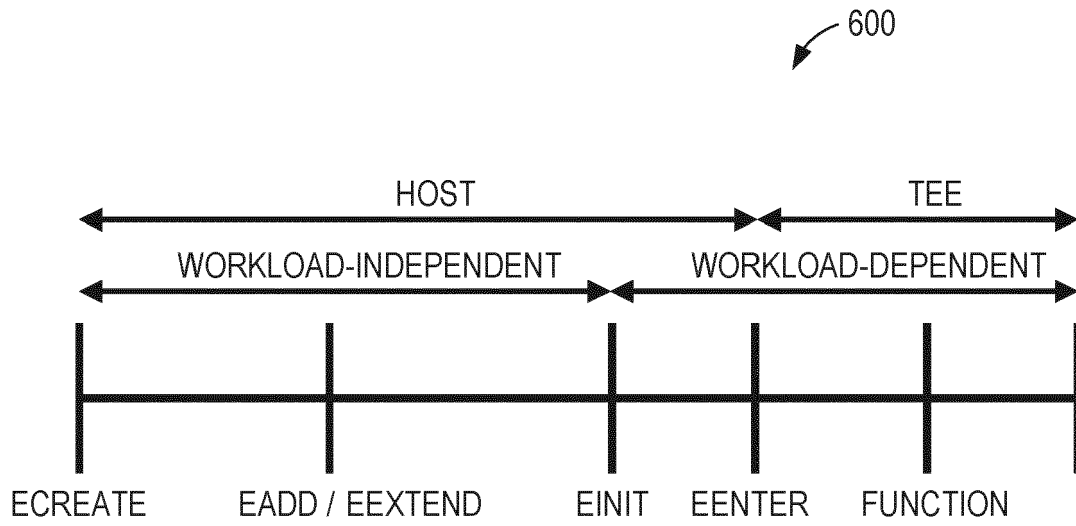 600
HOST TEE
WORKLOAD-INDEPENDENT WORKLOAD-DEPENDENT
ECREATE EADD / EEXTEND EINIT EENTER FUNCTION